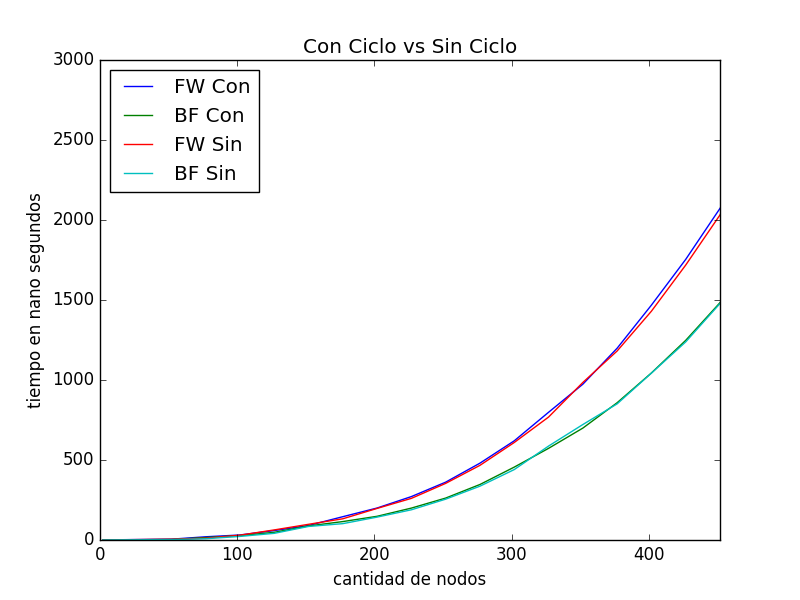 Con Ciclo vs Sin Ciclo
3000
2500
2000
1500
1000
500
0
FW Con
BF Con
FW Sin
BF Sin
tiempo en nano segundos
0 100 200 300 400
cantidad de nodos